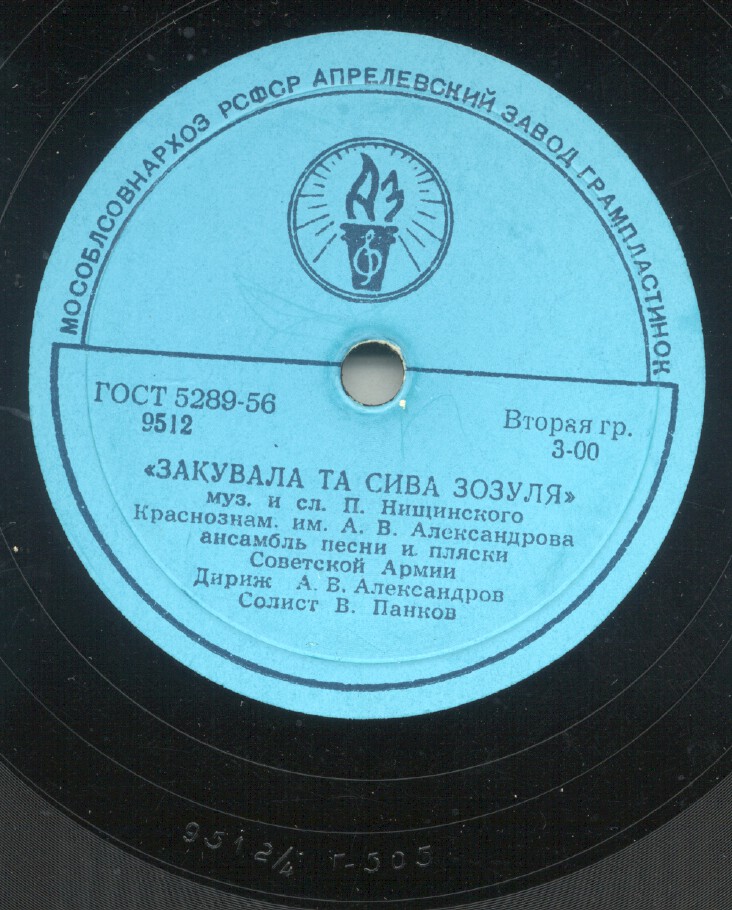 МОСОБЛСОВНАРХОЗ РСФСР АПРЕЛЕВСКИЙ ЗАВОД ГРАМПЛАСТИНОК
АЗ
ГОСТ 5289-56
9512
Вторая гр.
3-00
«ЗАКУВАЛА ТА СИВА ЗОЗУЛЯ»
муз. и сл. П. Нищинского
Краснознам. им. А. В. Александрова
ансамбль песни и пляски
Советской Армии
Дириж А. В. Александров
Солист В. Панков
9512/4 Г-505